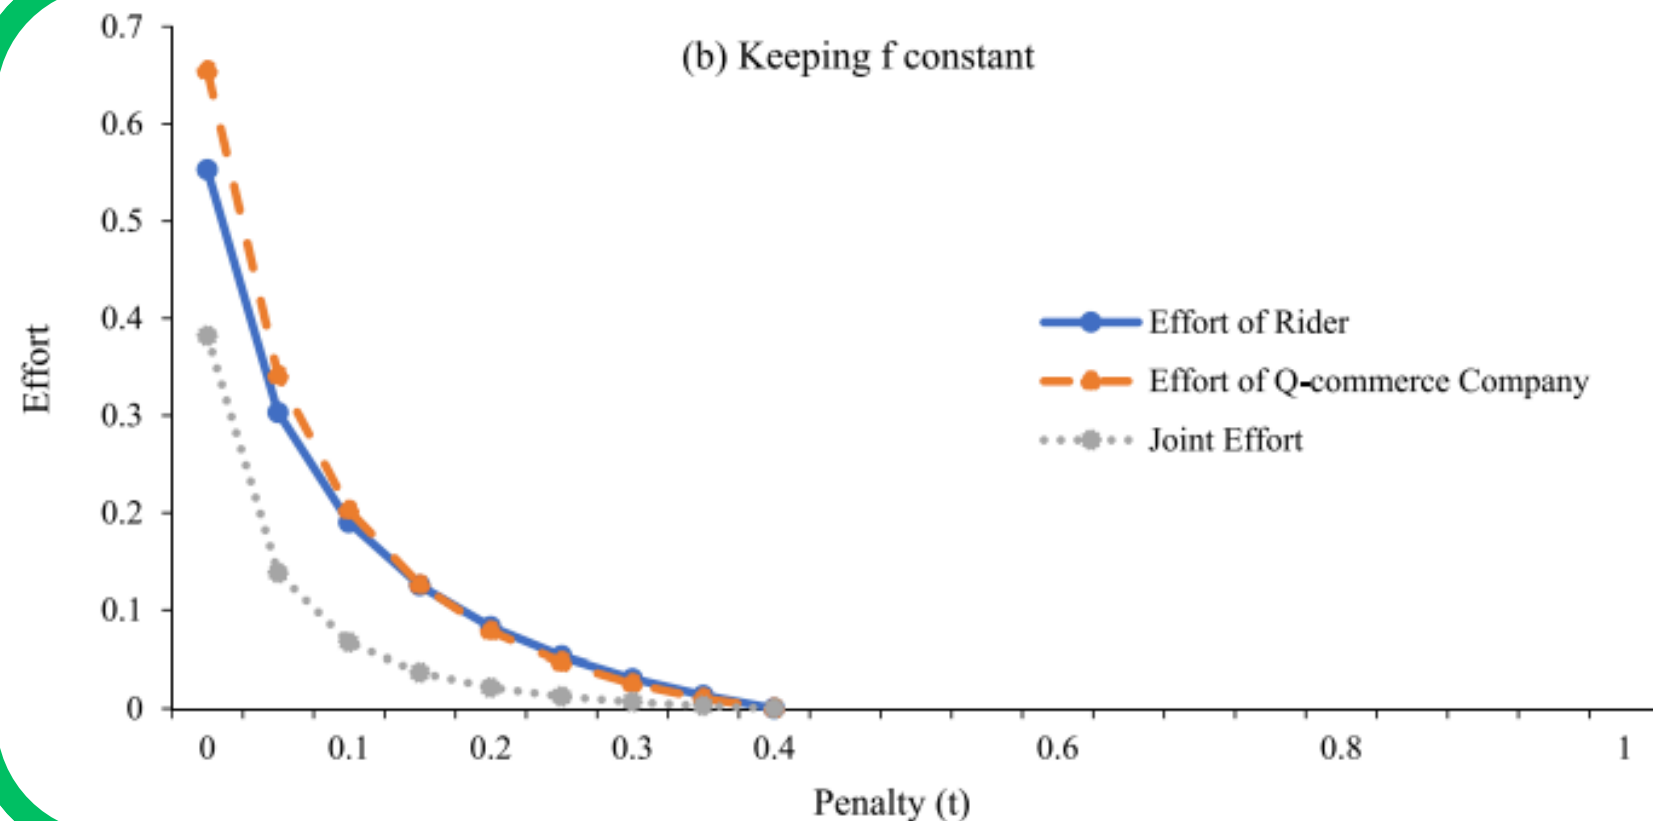 (b) Keeping f constant
0.7
0.6
0.5
0.4
0.3
0.2
0.1
0
Effort
Effort of Rider
Effort of Q-commerce Company
Joint Effort
0 0.1 0.2 0.3 0.4 0.6 0.8 1
Penalty (t)